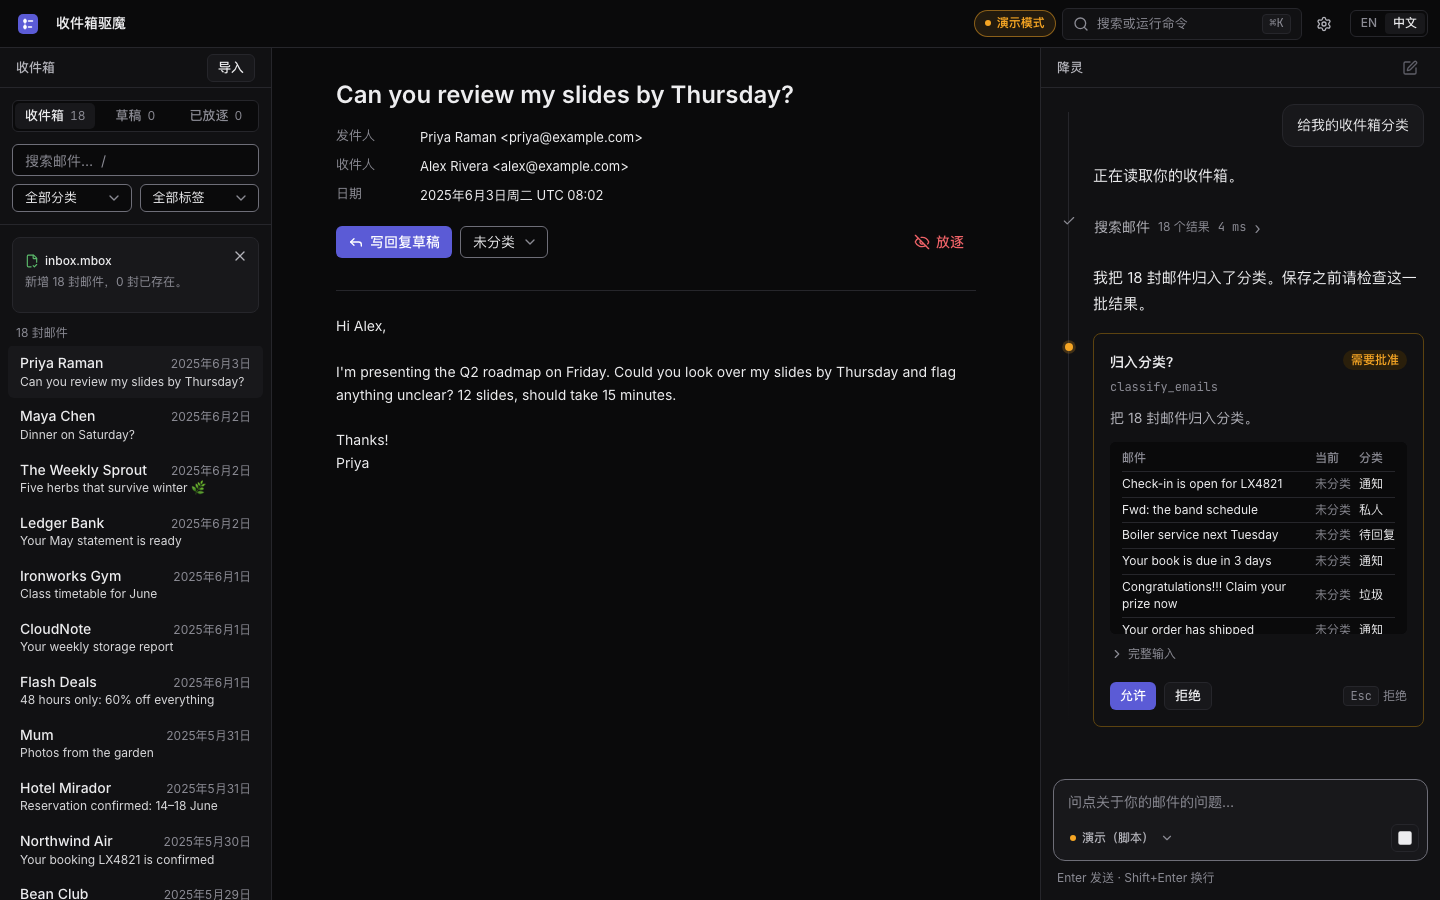 收件箱驱魔
演示模式
搜索或运行命令 ⌘K
EN 中文
收件箱
导入
收件箱 18 草稿 0 已放逐 0
搜索邮件… /
全部分类 全部标签
inbox.mbox
新增 18 封邮件，0 封已存在。
18 封邮件
Priya Raman 2025年6月3日
Can you review my slides by Thursday?
Maya Chen 2025年6月2日
Dinner on Saturday?
The Weekly Sprout 2025年6月2日
Five herbs that survive winter 🌿
Ledger Bank 2025年6月2日
Your May statement is ready
Ironworks Gym 2025年6月1日
Class timetable for June
CloudNote 2025年6月1日
Your weekly storage report
Flash Deals 2025年6月1日
48 hours only: 60% off everything
Mum 2025年5月31日
Photos from the garden
Hotel Mirador 2025年5月31日
Reservation confirmed: 14–18 June
Northwind Air 2025年5月30日
Your booking LX4821 is confirmed
Bean Club 2025年5月29日
Can you review my slides by Thursday?
发件人 Priya Raman <priya@example.com>
收件人 Alex Rivera <alex@example.com>
日期 2025年6月3日周二 UTC 08:02
写回复草稿 未分类 放逐
Hi Alex,
I'm presenting the Q2 roadmap on Friday. Could you look over my slides by Thursday and flag
anything unclear? 12 slides, should take 15 minutes.
Thanks!
Priya
降灵
给我的收件箱分类
正在读取你的收件箱。
搜索邮件 18 个结果 4 ms
我把 18 封邮件归入了分类。保存之前请检查这一
批结果。
归入分类? 需要批准
classify_emails
把 18 封邮件归入分类。
邮件 当前 分类
Check-in is open for LX4821 未分类 通知
Fwd: the band schedule 未分类 私人
Boiler service next Tuesday 未分类 待回复
Your book is due in 3 days 未分类 通知
Congratulations!!! Claim your
prize now 未分类 垃圾
Your order has shipped 未分类 通知
完整输入
允许 拒绝 Esc 拒绝
问点关于你的邮件的问题…
演示（脚本）
Enter 发送 · Shift+Enter 换行